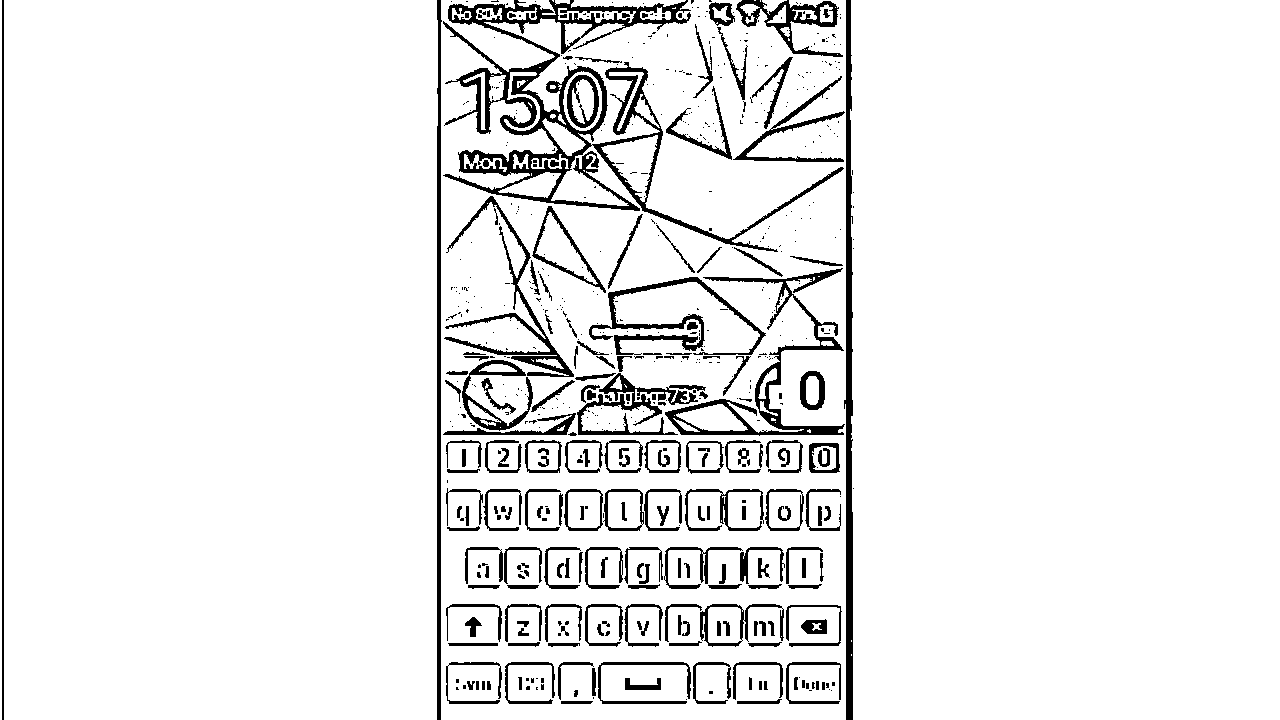 No SIM card — Emergency calls or 73%
15:07
Mon, March 12
9
Charging: 73%
0
1 2 3 4 5 6 7 8 9 0
q w e r t y u i o p
a s d f g h j k l
z x c v b n m
Sym 123 , . En Done